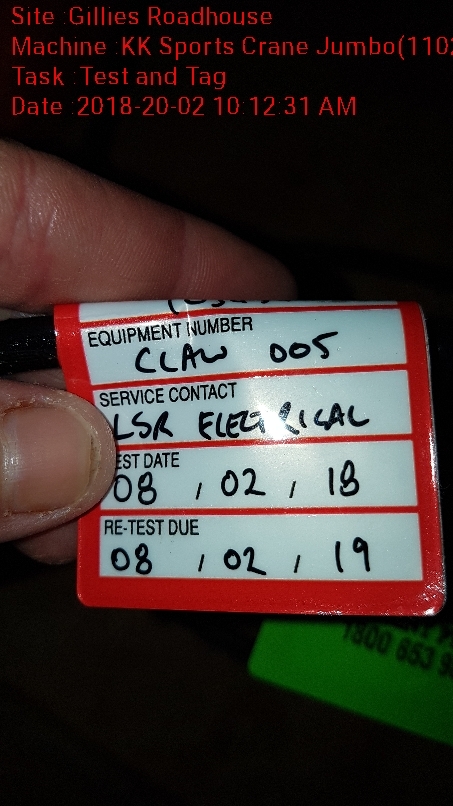 Site :Gillies Roadhouse
Machine :KK Sports Crane Jumbo(1102
Task :Test and Tag
Date :2018-20-02 10:12:31 AM
EQUIPMENT NUMBER
CLAW 005
SERVICE CONTACT
LSR ELECTRICAL
EST DATE
08 , 02 , 18
RE-TEST DUE
08 , 02 , 19
1800 653